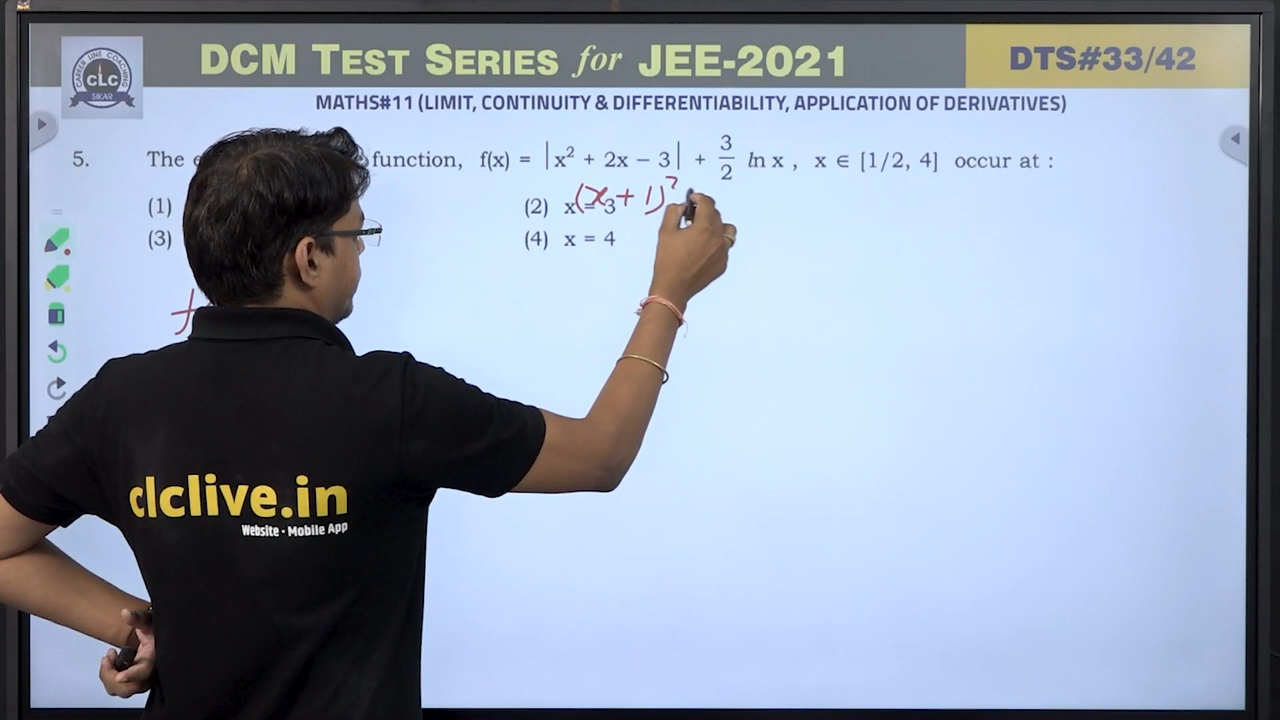 DCM TEST SERIES for JEE-2021
DTS#33/42
CAREER LINE COACHING
CLC
SIKAR
MATHS#11 (LIMIT, CONTINUITY & DIFFERENTIABILITY, APPLICATION OF DERIVATIVES)
5. The function, f(x) = |x² + 2x − 3| + 3/2 ln x , x ∈ [1/2, 4] occur at :
(x + 1)²
(1) (2) x = 3
(3) (4) x = 4
clclive.in
Website • Mobile App